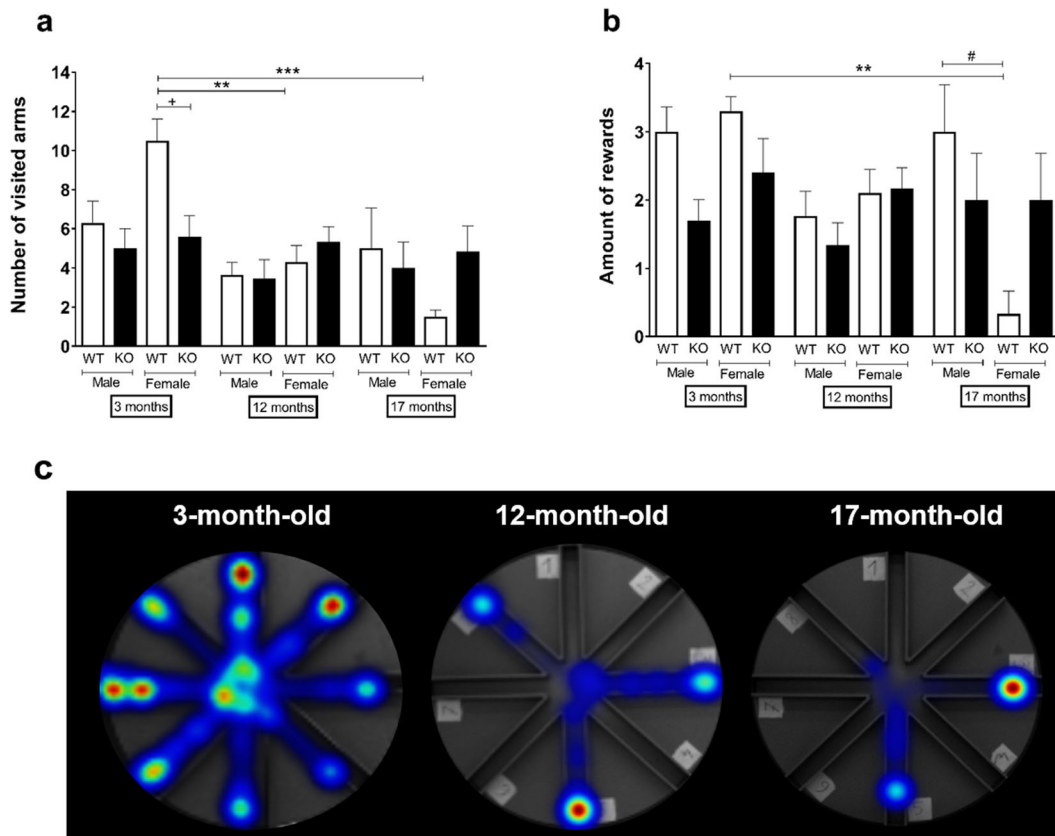 a
Number of visited arms
14
12
10
8
6
4
2
0
***
**
+
WT KO WT KO WT KO WT KO WT KO WT KO
Male Female Male Female Male Female
3 months 12 months 17 months
b
Amount of rewards
4
3
2
1
0
#
**
WT KO WT KO WT KO WT KO WT KO WT KO
Male Female Male Female Male Female
3 months 12 months 17 months
c
3-month-old 12-month-old 17-month-old
1 2
1 2
8
5